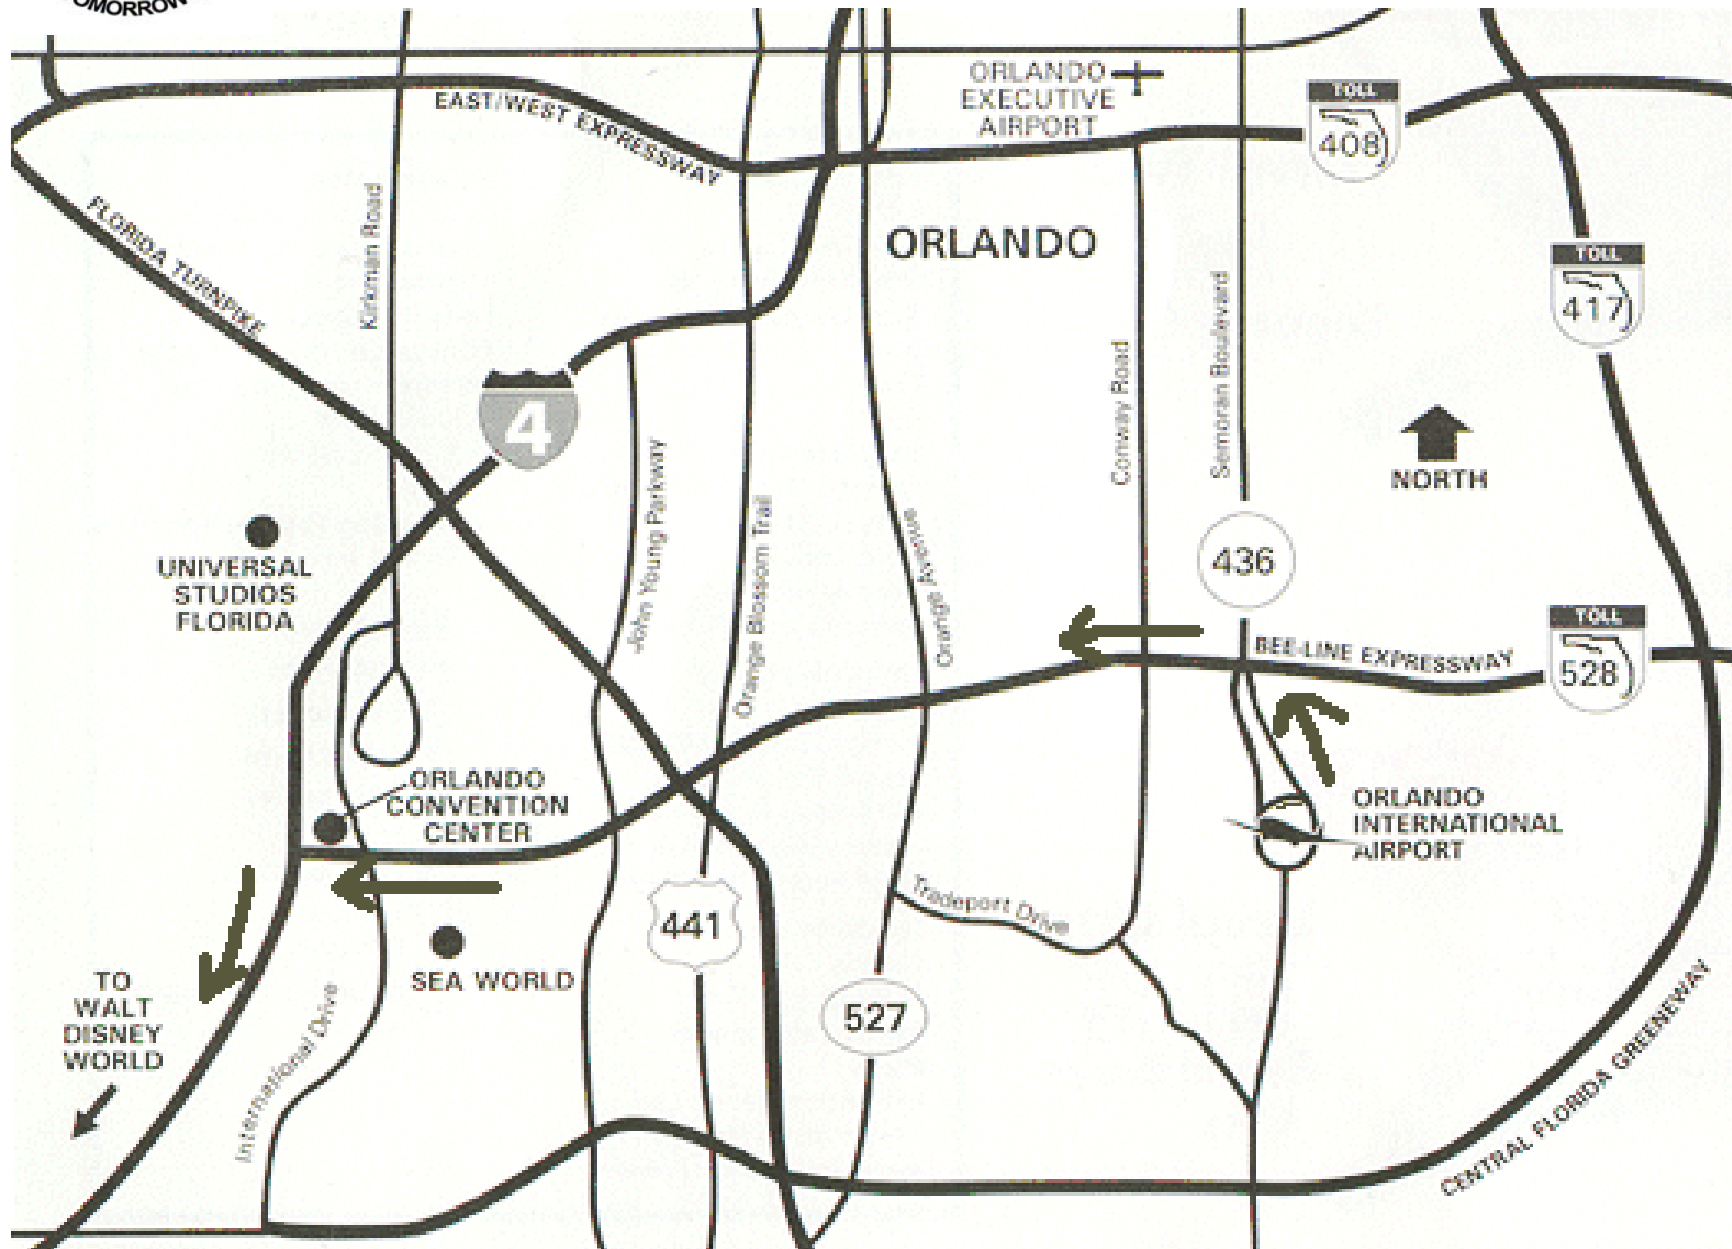 TOMORROW
ORLANDO
EXECUTIVE
AIRPORT
EAST/WEST EXPRESSWAY
TOLL
408
FLORIDA TURNPIKE
Kirkman Road
ORLANDO
TOLL
417
Semoran Boulevard
Conway Road
4
NORTH
John Young Parkway
Orange Blossom Trail
Orange Avenue
436
UNIVERSAL
STUDIOS
FLORIDA
BEE-LINE EXPRESSWAY
TOLL
528
ORLANDO
CONVENTION
CENTER
ORLANDO
INTERNATIONAL
AIRPORT
441
Tradeport Drive
SEA WORLD
TO
WALT
DISNEY
WORLD
International Drive
527
CENTRAL FLORIDA GREENEWAY